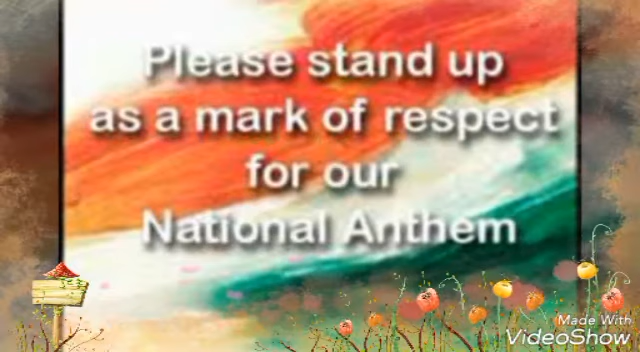 Please stand up
as a mark of respect
for our
National Anthem
Made With
VideoShow